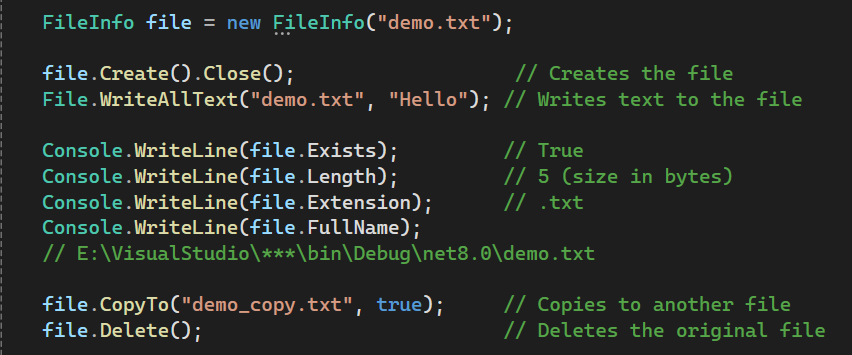 FileInfo file = new FileInfo("demo.txt");
file.Create().Close();                   // Creates the file
File.WriteAllText("demo.txt", "Hello"); // Writes text to the file
Console.WriteLine(file.Exists);         // True
Console.WriteLine(file.Length);         // 5 (size in bytes)
Console.WriteLine(file.Extension);      // .txt
Console.WriteLine(file.FullName);
// E:\VisualStudio\***\bin\Debug\net8.0\demo.txt
file.CopyTo("demo_copy.txt", true);     // Copies to another file
file.Delete();                          // Deletes the original file